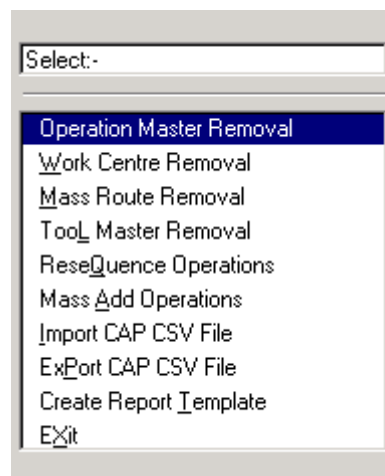 Select:-
Operation Master Removal
Work Centre Removal
Mass Route Removal
TooL Master Removal
ReseQuence Operations
Mass Add Operations
Import CAP CSV File
ExPort CAP CSV File
Create Report Template
EXit